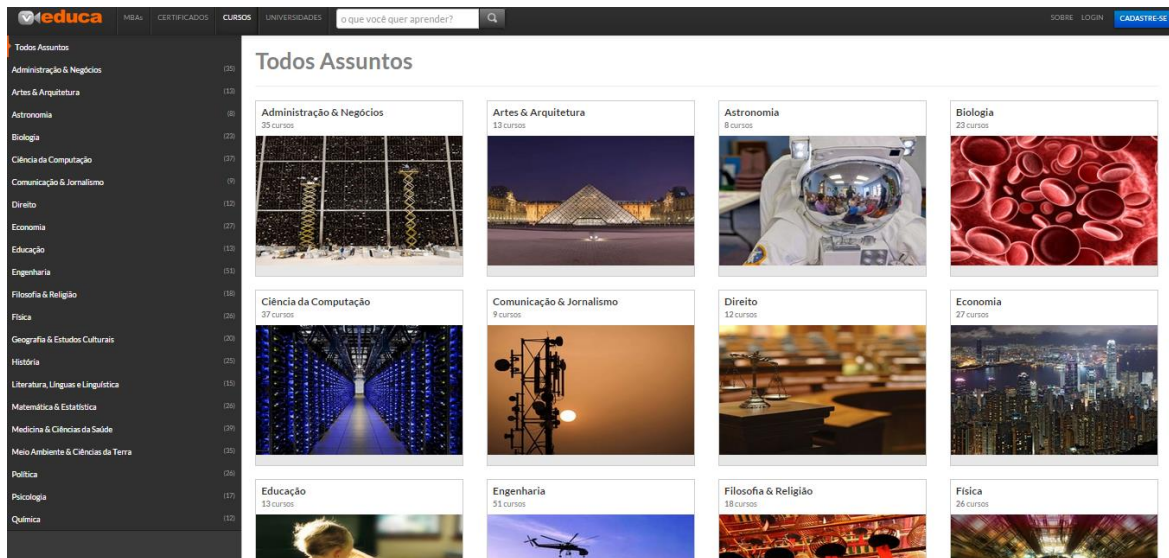 veduca MBAs CERTIFICADOS CURSOS UNIVERSIDADES o que você quer aprender? SOBRE LOGIN CADASTRE-SE
Todos Assuntos
Administração & Negócios (35)
Artes & Arquitetura (13)
Astronomia (8)
Biologia (23)
Ciência da Computação (37)
Comunicação & Jornalismo (9)
Direito (12)
Economia (27)
Educação (13)
Engenharia (51)
Filosofia & Religião (18)
Física (26)
Geografia & Estudos Culturais (20)
História (25)
Literatura, Línguas e Linguística (15)
Matemática & Estatística (26)
Medicina & Ciências da Saúde (39)
Meio Ambiente & Ciências da Terra (35)
Política (26)
Psicologia (17)
Química (12)
Todos Assuntos
Administração & Negócios
35 cursos
Artes & Arquitetura
13 cursos
Astronomia
8 cursos
Biologia
23 cursos
Ciência da Computação
37 cursos
Comunicação & Jornalismo
9 cursos
Direito
12 cursos
Economia
27 cursos
Educação
13 cursos
Engenharia
51 cursos
Filosofia & Religião
18 cursos
Física
26 cursos